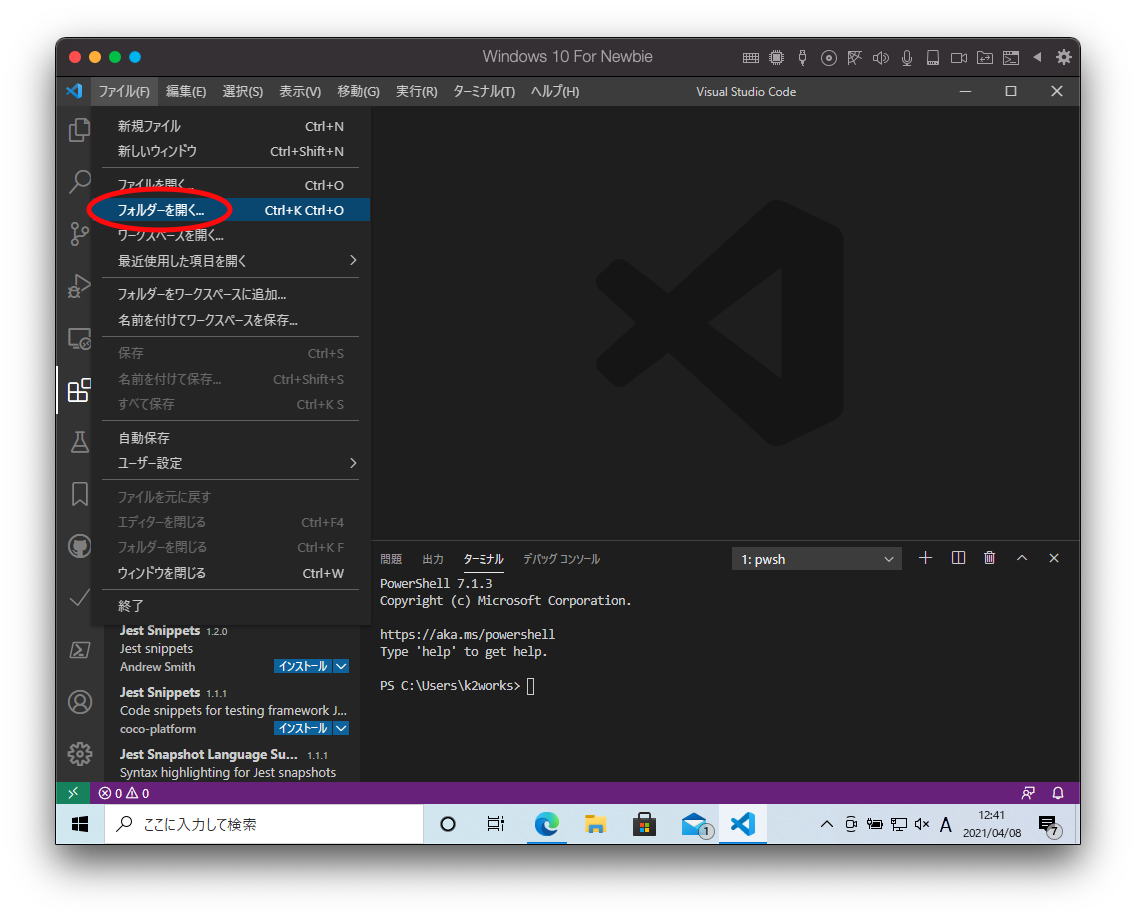 Windows 10 For Newbie
ファイル(F) 編集(E) 選択(S) 表示(V) 移動(G) 実行(R) ターミナル(T) ヘルプ(H) Visual Studio Code
新規ファイル Ctrl+N
新しいウィンドウ Ctrl+Shift+N
ファイルを開く... Ctrl+O
フォルダーを開く... Ctrl+K Ctrl+O
ワークスペースを開く...
最近使用した項目を開く
フォルダーをワークスペースに追加...
名前を付けてワークスペースを保存...
保存 Ctrl+S
名前を付けて保存... Ctrl+Shift+S
すべて保存 Ctrl+K S
自動保存
ユーザー設定
ファイルを元に戻す
エディターを閉じる Ctrl+F4
フォルダーを閉じる Ctrl+K F
ウィンドウを閉じる Ctrl+W
終了
Jest Snippets 1.2.0
Jest snippets
Andrew Smith インストール
Jest Snippets 1.1.1
Code snippets for testing framework J...
coco-platform インストール
Jest Snapshot Language Su... 1.1.1
Syntax highlighting for Jest snapshots
問題 出力 ターミナル デバッグ コンソール 1: pwsh
PowerShell 7.1.3
Copyright (c) Microsoft Corporation.
https://aka.ms/powershell
Type 'help' to get help.
PS C:\Users\k2works>
0 0
ここに入力して検索
1
A
12:41
2021/04/08
7